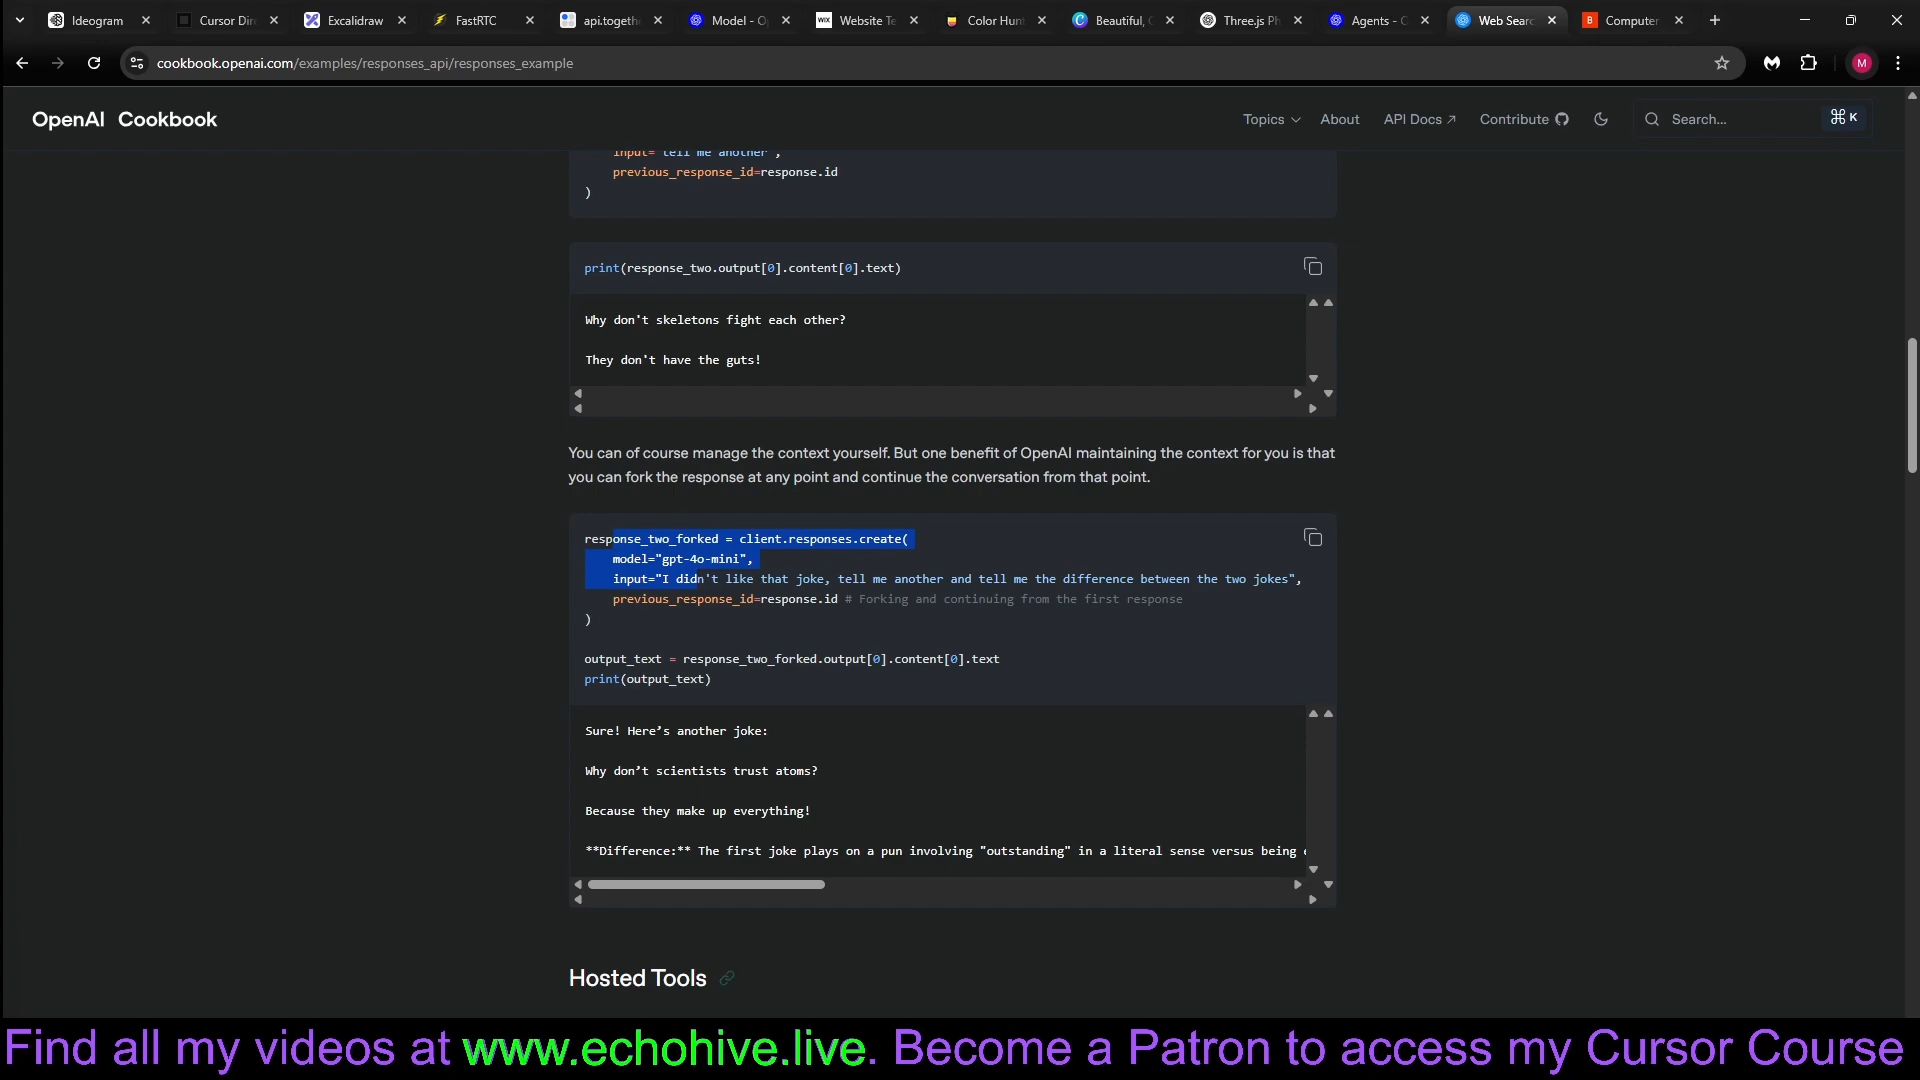 Ideogram
Cursor Dir
Excalidraw
FastRTC
api.togeth
Model - O
WiX
Website Te
Color Hun
Beautiful, C
Three.js Ph
Agents - O
Web Searc
B
Computer
cookbook.openai.com/examples/responses_api/responses_example
M
OpenAI Cookbook
Topics
About
API Docs ↗
Contribute
Search...
⌘ K
input="tell me another",
previous_response_id=response.id
)
print(response_two.output[0].content[0].text)
Why don't skeletons fight each other?
They don't have the guts!
You can of course manage the context yourself. But one benefit of OpenAI maintaining the context for you is that
you can fork the response at any point and continue the conversation from that point.
response_two_forked = client.responses.create(
model="gpt-4o-mini",
input="I didn't like that joke, tell me another and tell me the difference between the two jokes",
previous_response_id=response.id # Forking and continuing from the first response
)
output_text = response_two_forked.output[0].content[0].text
print(output_text)
Sure! Here’s another joke:
Why don’t scientists trust atoms?
Because they make up everything!
**Difference:** The first joke plays on a pun involving "outstanding" in a literal sense versus being
Hosted Tools
Find all my videos at www.echohive.live. Become a Patron to access my Cursor Course